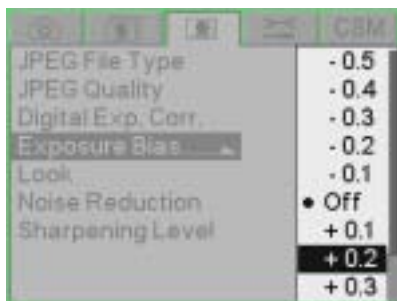 CSM
JPEG File Type
JPEG Quality
Digital Exp. Corr.
Exposure Bias
Look
Noise Reduction
Sharpening Level
- 0.5
- 0.4
- 0.3
- 0.2
- 0.1
• Off
+ 0.1
+ 0.2
+ 0.3